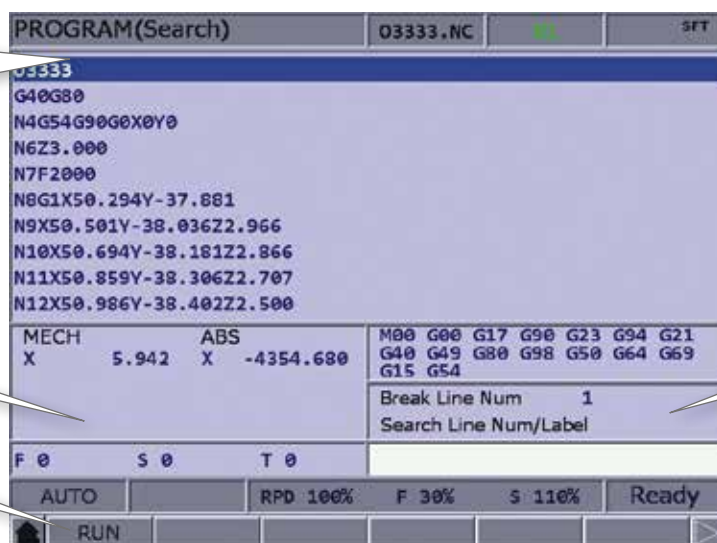 PROGRAM(Search) O3333.NC SFT
O3333
G40G80
N4G54G90G0X0Y0
N6Z3.000
N7F2000
N8G1X50.294Y-37.881
N9X50.501Y-38.036Z2.966
N10X50.694Y-38.181Z2.866
N11X50.859Y-38.306Z2.707
N12X50.986Y-38.402Z2.500
MECH ABS
X 5.942 X -4354.680
M00 G00 G17 G90 G23 G94 G21
G40 G49 G80 G98 G50 G64 G69
G15 G54
Break Line Num 1
Search Line Num/Label
F 0 S 0 T 0
AUTO RPD 100% F 30% S 110% Ready
RUN